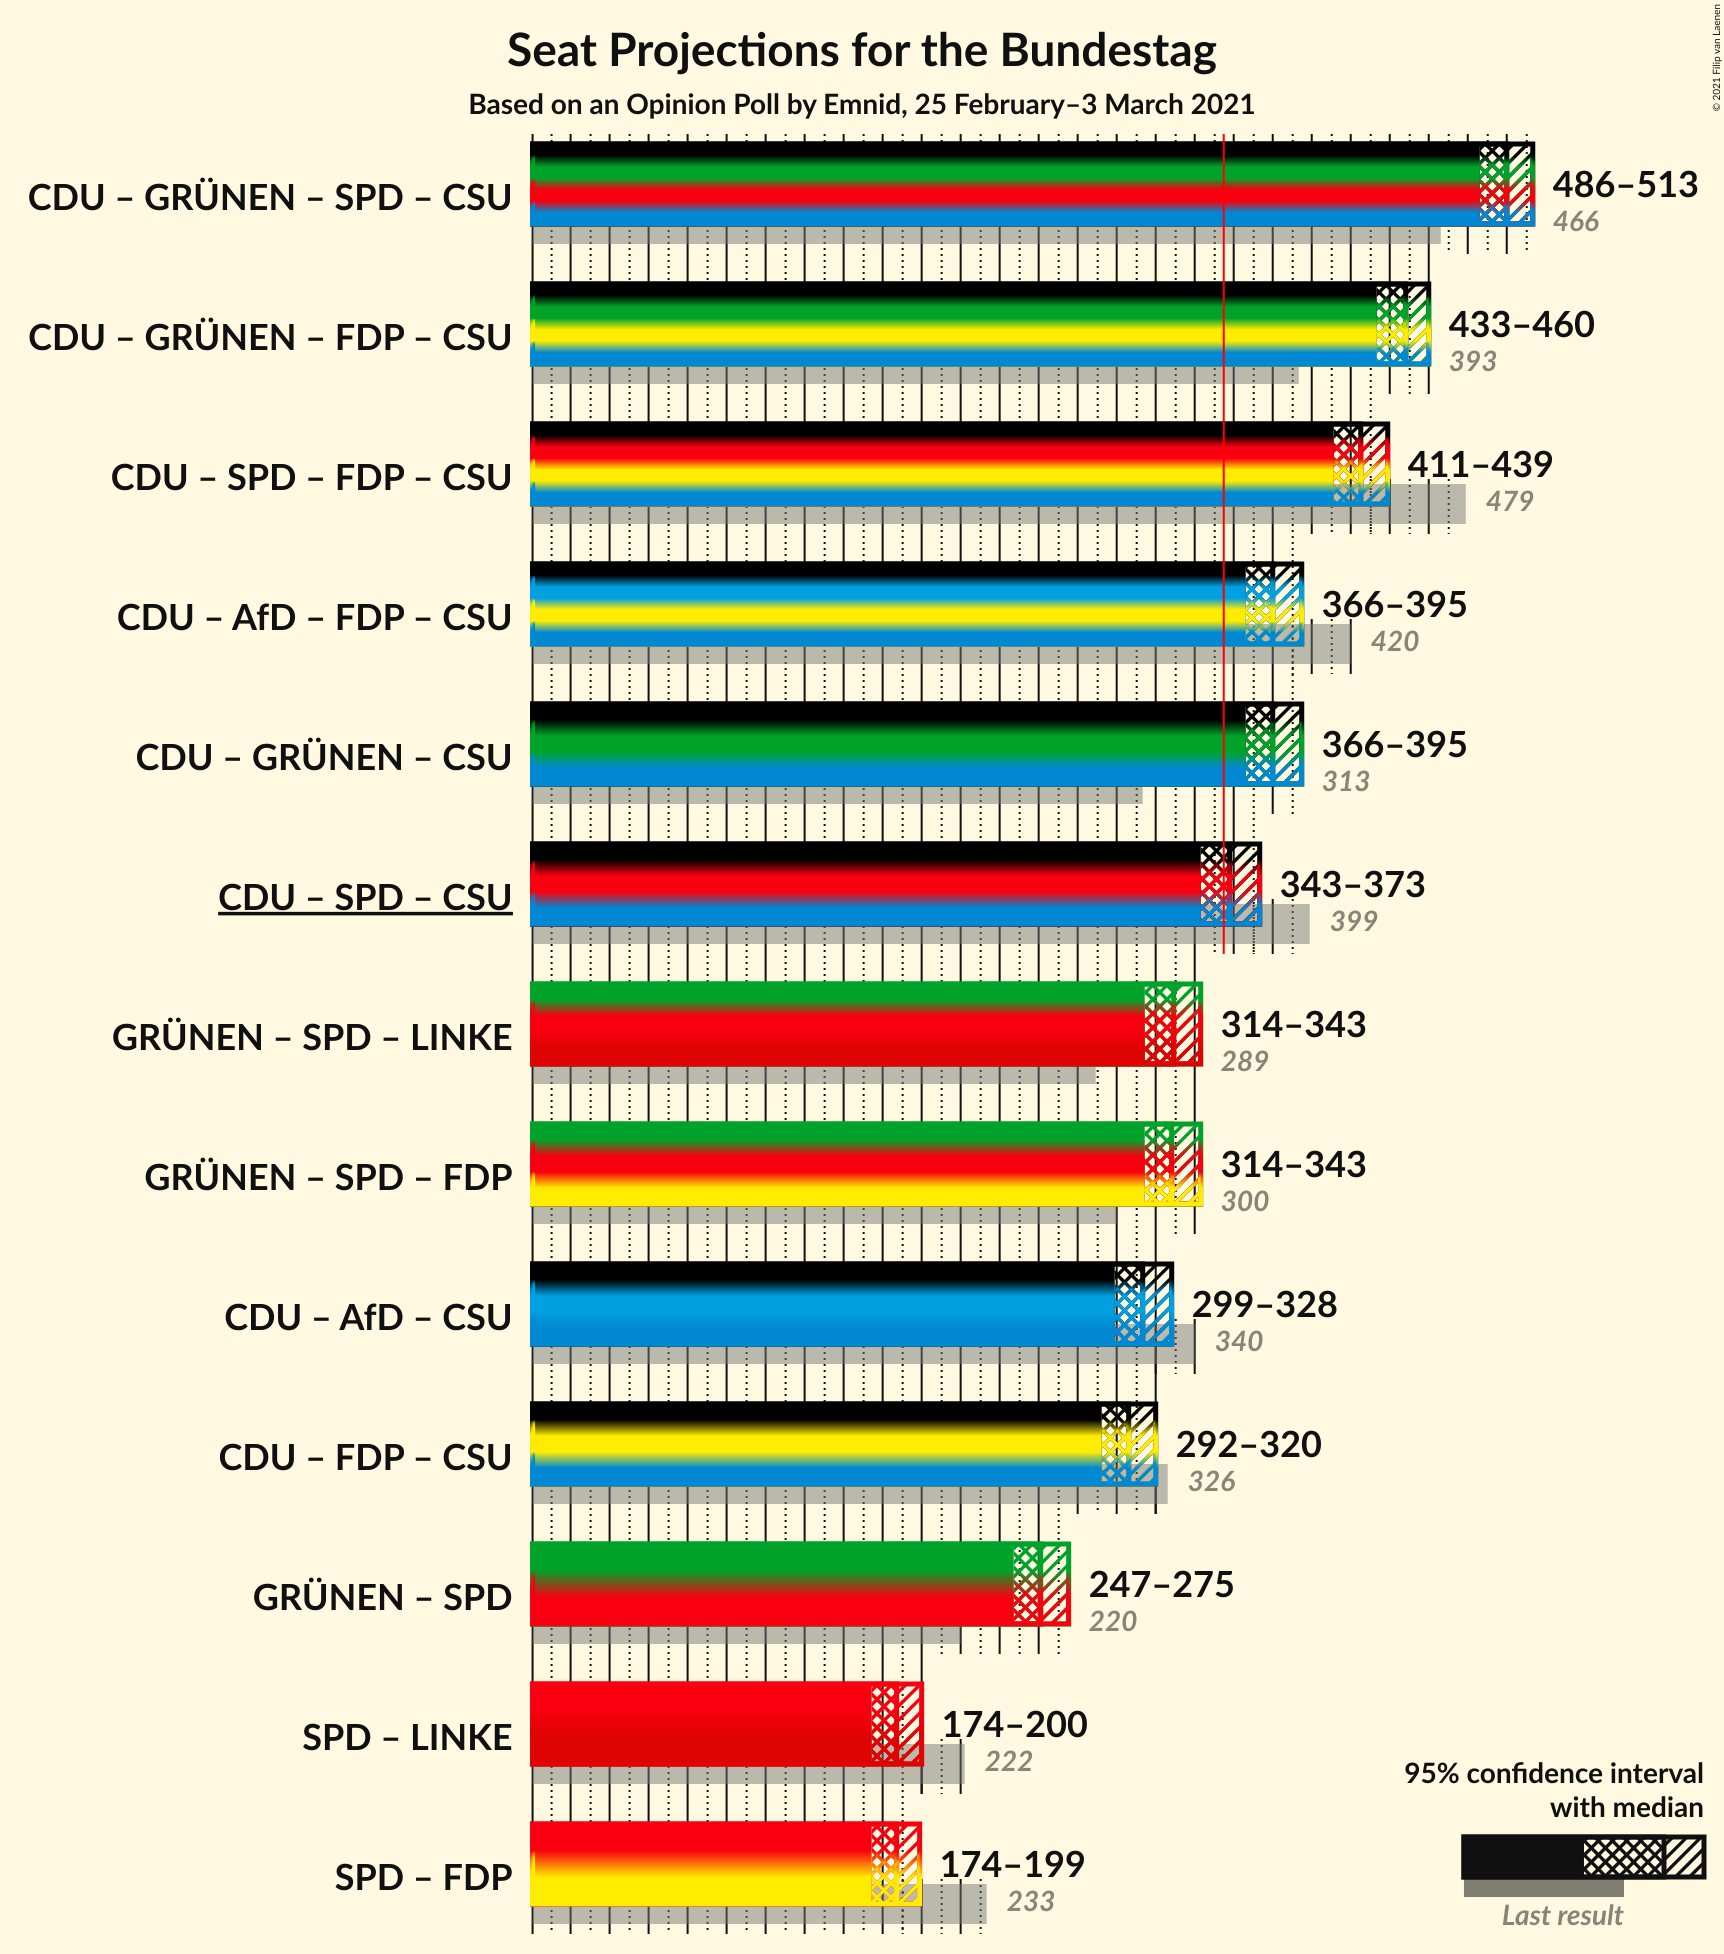 Seat Projections for the Bundestag
Based on an Opinion Poll by Emnid, 25 February–3 March 2021
© 2021 Filip van Laenen
CDU – GRÜNEN – SPD – CSU
486–513
466
CDU – GRÜNEN – FDP – CSU
433–460
393
CDU – SPD – FDP – CSU
411–439
479
CDU – AfD – FDP – CSU
366–395
420
CDU – GRÜNEN – CSU
366–395
313
CDU – SPD – CSU
343–373
399
GRÜNEN – SPD – LINKE
314–343
289
GRÜNEN – SPD – FDP
314–343
300
CDU – AfD – CSU
299–328
340
CDU – FDP – CSU
292–320
326
GRÜNEN – SPD
247–275
220
SPD – LINKE
174–200
222
SPD – FDP
174–199
233
95% confidence interval
with median
Last result